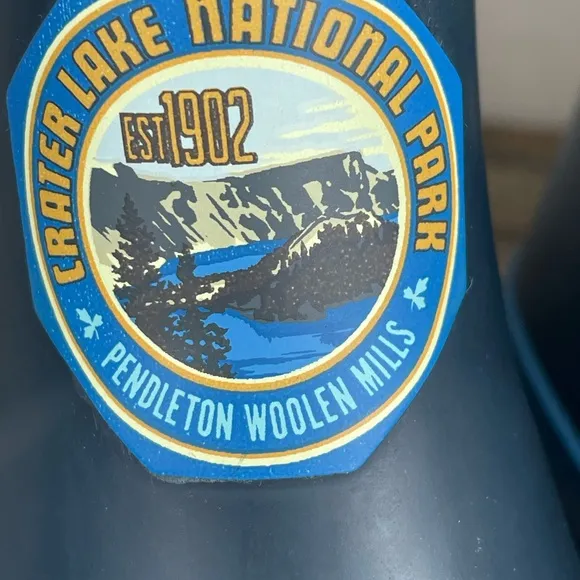 CRATER LAKE NATIONAL PARK
EST.1902
PENDLETON WOOLEN MILLS